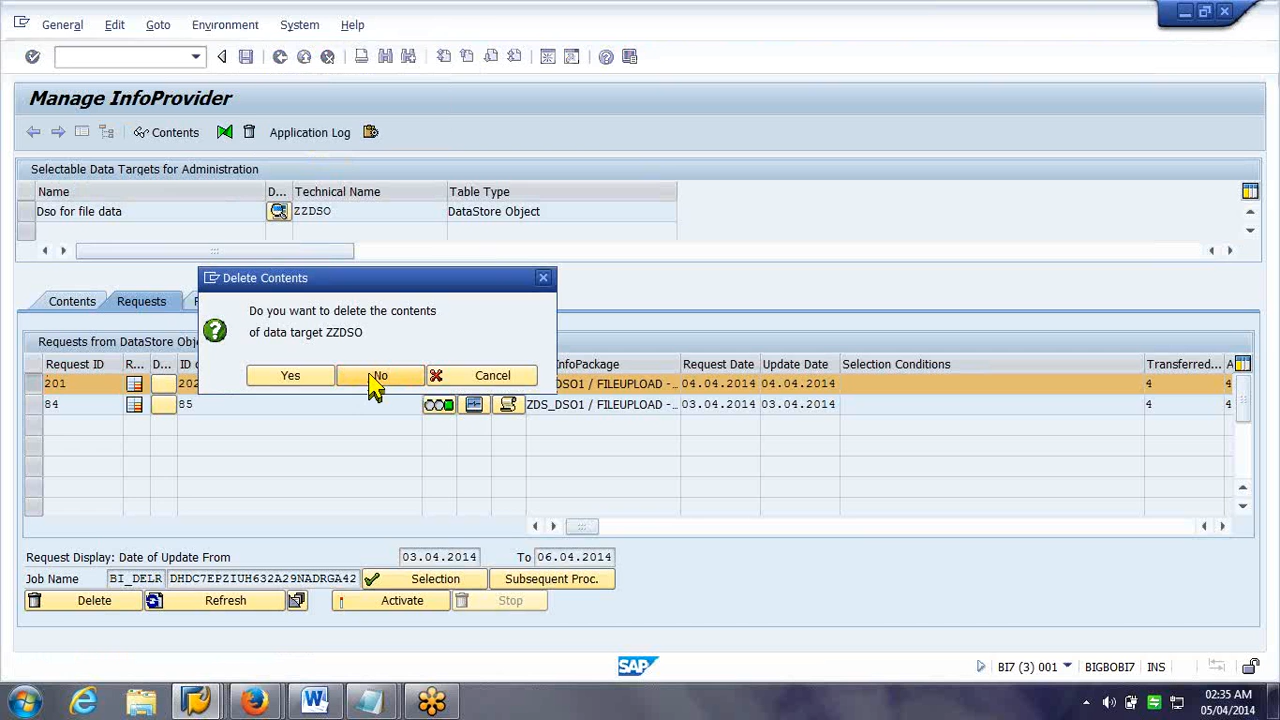 General Edit Goto Environment System Help
Manage InfoProvider
Contents Application Log
Selectable Data Targets for Administration
Name D... Technical Name Table Type
Dso for file data ZZDSO DataStore Object
Delete Contents
Do you want to delete the contents
of data target ZZDSO
Yes No Cancel
Contents Requests
Requests from DataStore Obj
Request ID R... D... ID InfoPackage Request Date Update Date Selection Conditions Transferred...
201 202 _DSO1 / FILEUPLOAD -... 04.04.2014 04.04.2014 4 4
84 85 ZDS_DSO1 / FILEUPLOAD -... 03.04.2014 03.04.2014 4 4
Request Display: Date of Update From 03.04.2014 To 06.04.2014
Job Name BI_DELR DHDC7EPZIUH632A29NADRGA42 Selection Subsequent Proc.
Delete Refresh Activate Stop
SAP BI7 (3) 001 BIGBOBI7 INS
02:35 AM
05/04/2014